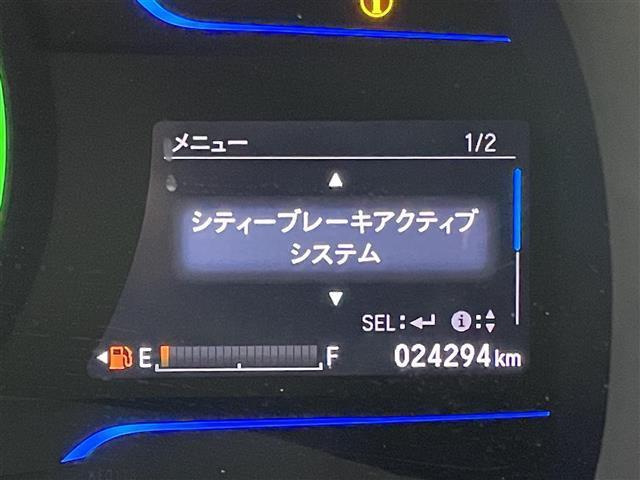 メニュー 1/2
シティーブレーキアクティブ
システム
SEL: i:
E F 024294km